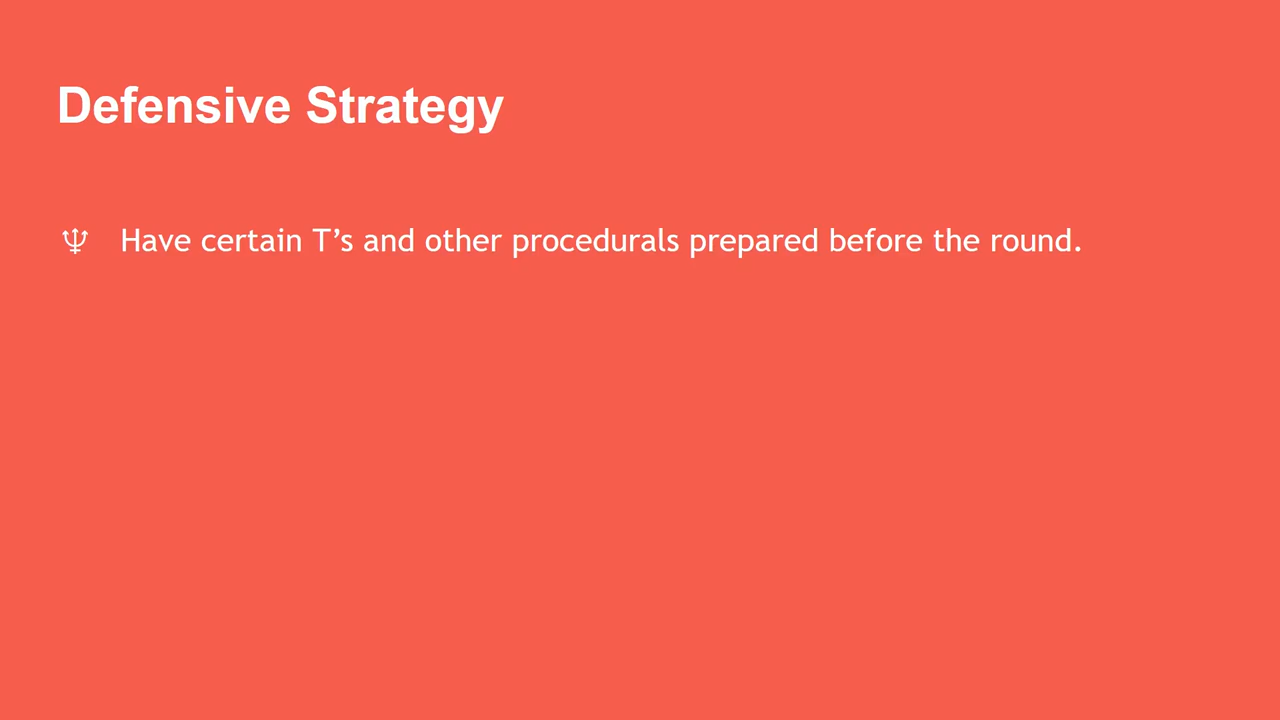 Defensive Strategy
♆ Have certain T’s and other procedurals prepared before the round.